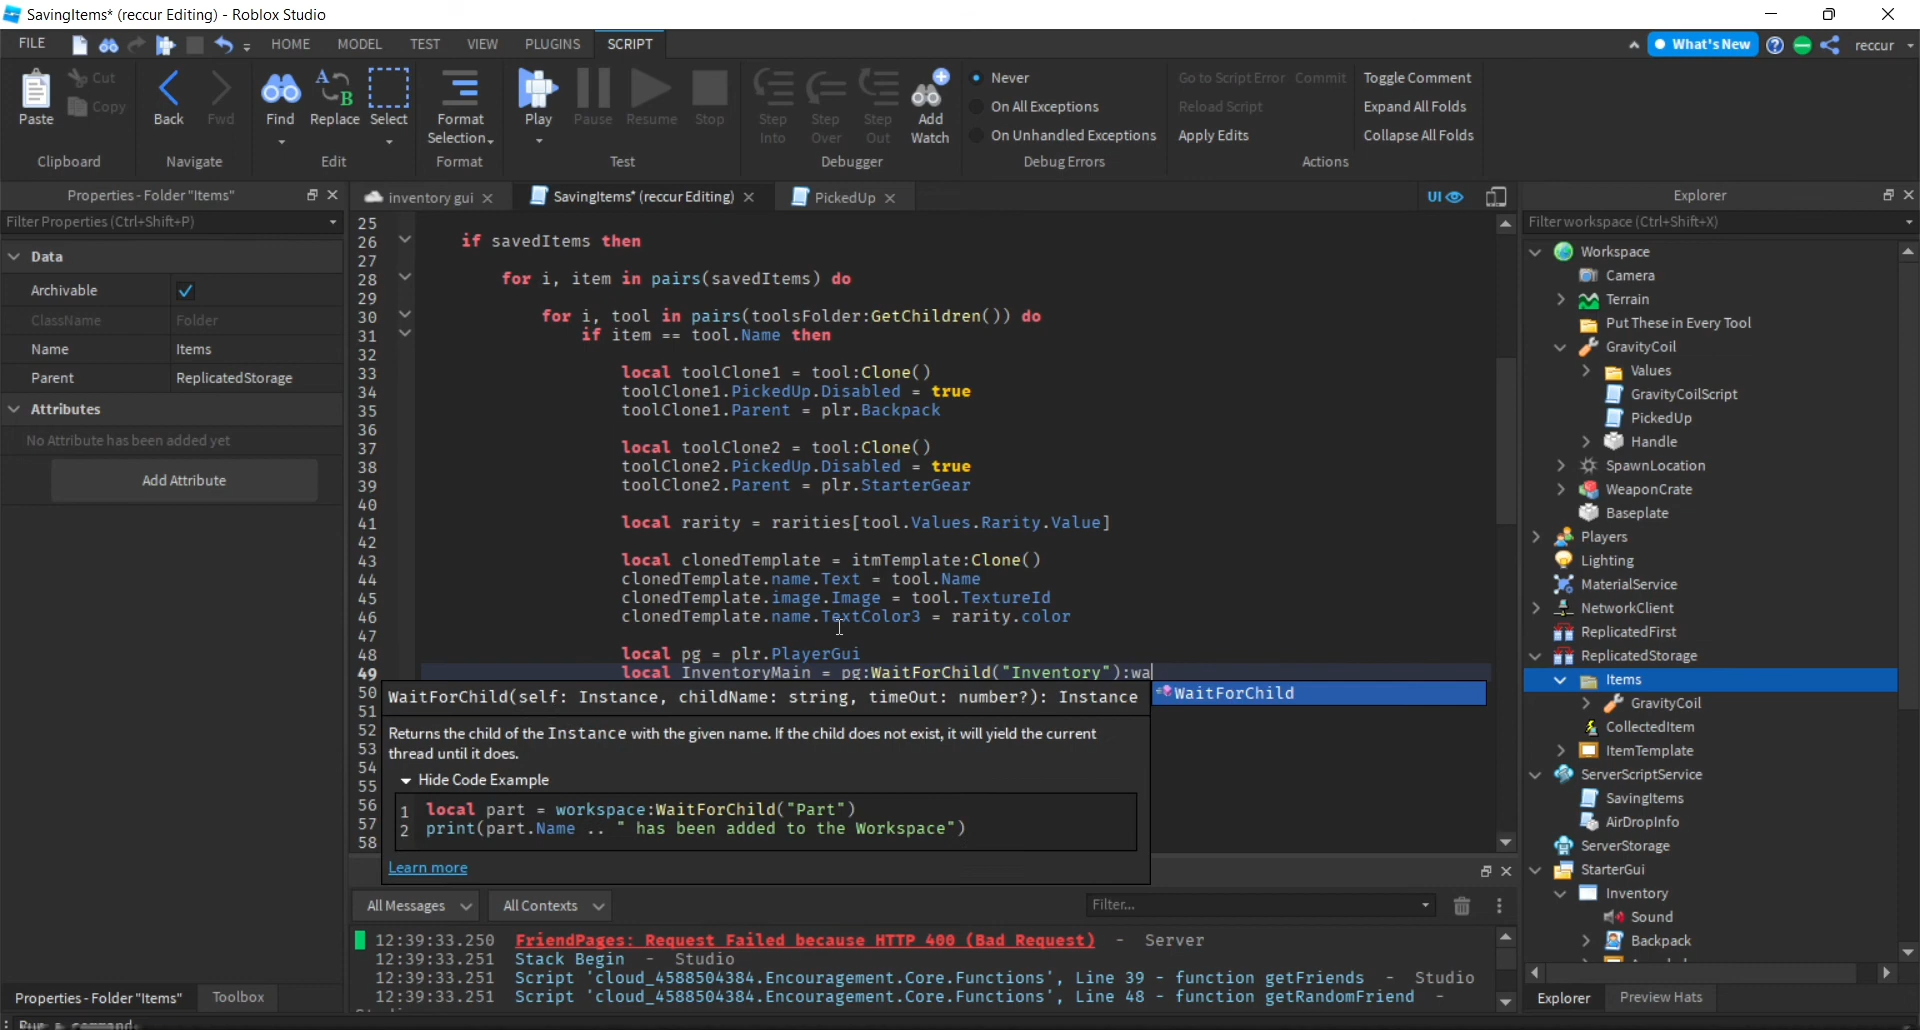 SavingItems* (reccur Editing) - Roblox Studio
FILE HOME MODEL TEST VIEW PLUGINS SCRIPT What's New reccur
Paste Cut Copy Back Fwd Find Replace Select Format Selection Play Pause Resume Stop Step Into Step Over Step Out Add Watch
Never
On All Exceptions
On Unhandled Exceptions
Go to Script Error Commit
Reload Script
Apply Edits
Toggle Comment
Expand All Folds
Collapse All Folds
Clipboard Navigate Edit Format Test Debugger Debug Errors Actions
Properties - Folder "Items"
Filter Properties (Ctrl+Shift+P)
Data
Archivable
ClassName Folder
Name Items
Parent ReplicatedStorage
Attributes
No Attribute has been added yet
Add Attribute
Properties - Folder "Items" Toolbox
inventory gui SavingItems* (reccur Editing) PickedUp UI
25
26 if savedItems then
27
28 for i, item in pairs(savedItems) do
29
30 for i, tool in pairs(toolsFolder:GetChildren()) do
31 if item == tool.Name then
32
33 local toolClone1 = tool:Clone()
34 toolClone1.PickedUp.Disabled = true
35 toolClone1.Parent = plr.Backpack
36
37 local toolClone2 = tool:Clone()
38 toolClone2.PickedUp.Disabled = true
39 toolClone2.Parent = plr.StarterGear
40
41 local rarity = rarities[tool.Values.Rarity.Value]
42
43 local clonedTemplate = itmTemplate:Clone()
44 clonedTemplate.name.Text = tool.Name
45 clonedTemplate.image.Image = tool.TextureId
46 clonedTemplate.name.TextColor3 = rarity.color
47
48 local pg = plr.PlayerGui
49 local InventoryMain = pg:WaitForChild("Inventory"):wa
50
51
52
53
54
55
56
57
58
WaitForChild(self: Instance, childName: string, timeOut: number?): Instance
WaitForChild
Returns the child of the Instance with the given name. If the child does not exist, it will yield the current
thread until it does.
Hide Code Example
1 local part = workspace:WaitForChild("Part")
2 print(part.Name .. " has been added to the Workspace")
Learn more
All Messages All Contexts Filter...
12:39:33.250 FriendPages: Request Failed because HTTP 400 (Bad Request) - Server
12:39:33.251 Stack Begin - Studio
12:39:33.251 Script 'cloud_4588504384.Encouragement.Core.Functions', Line 39 - function getFriends - Studio
12:39:33.251 Script 'cloud_4588504384.Encouragement.Core.Functions', Line 48 - function getRandomFriend -
Explorer
Filter workspace (Ctrl+Shift+X)
Workspace
Camera
Terrain
Put These in Every Tool
GravityCoil
Values
GravityCoilScript
PickedUp
Handle
SpawnLocation
WeaponCrate
Baseplate
Players
Lighting
MaterialService
NetworkClient
ReplicatedFirst
ReplicatedStorage
Items
GravityCoil
CollectedItem
ItemTemplate
ServerScriptService
SavingItems
AirDropInfo
ServerStorage
StarterGui
Inventory
Sound
Backpack
Explorer Preview Hats